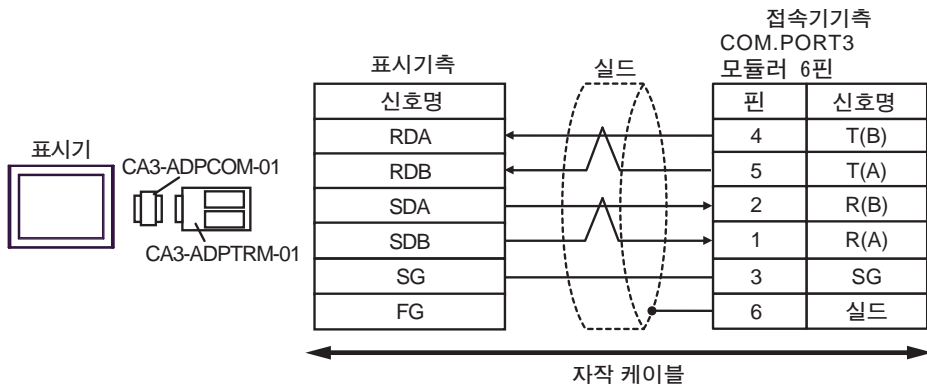 접속기기측
COM.PORT3
표시기측
실드
모듈러 6핀
신호명
핀
신호명
RDA
4
T(B)
표시기
CA3-ADPCOM-01
RDB
5
T(A)
SDA
2
R(B)
SDB
1
R(A)
CA3-ADPTRM-01
SG
3
SG
FG
6
실드
자작 케이블